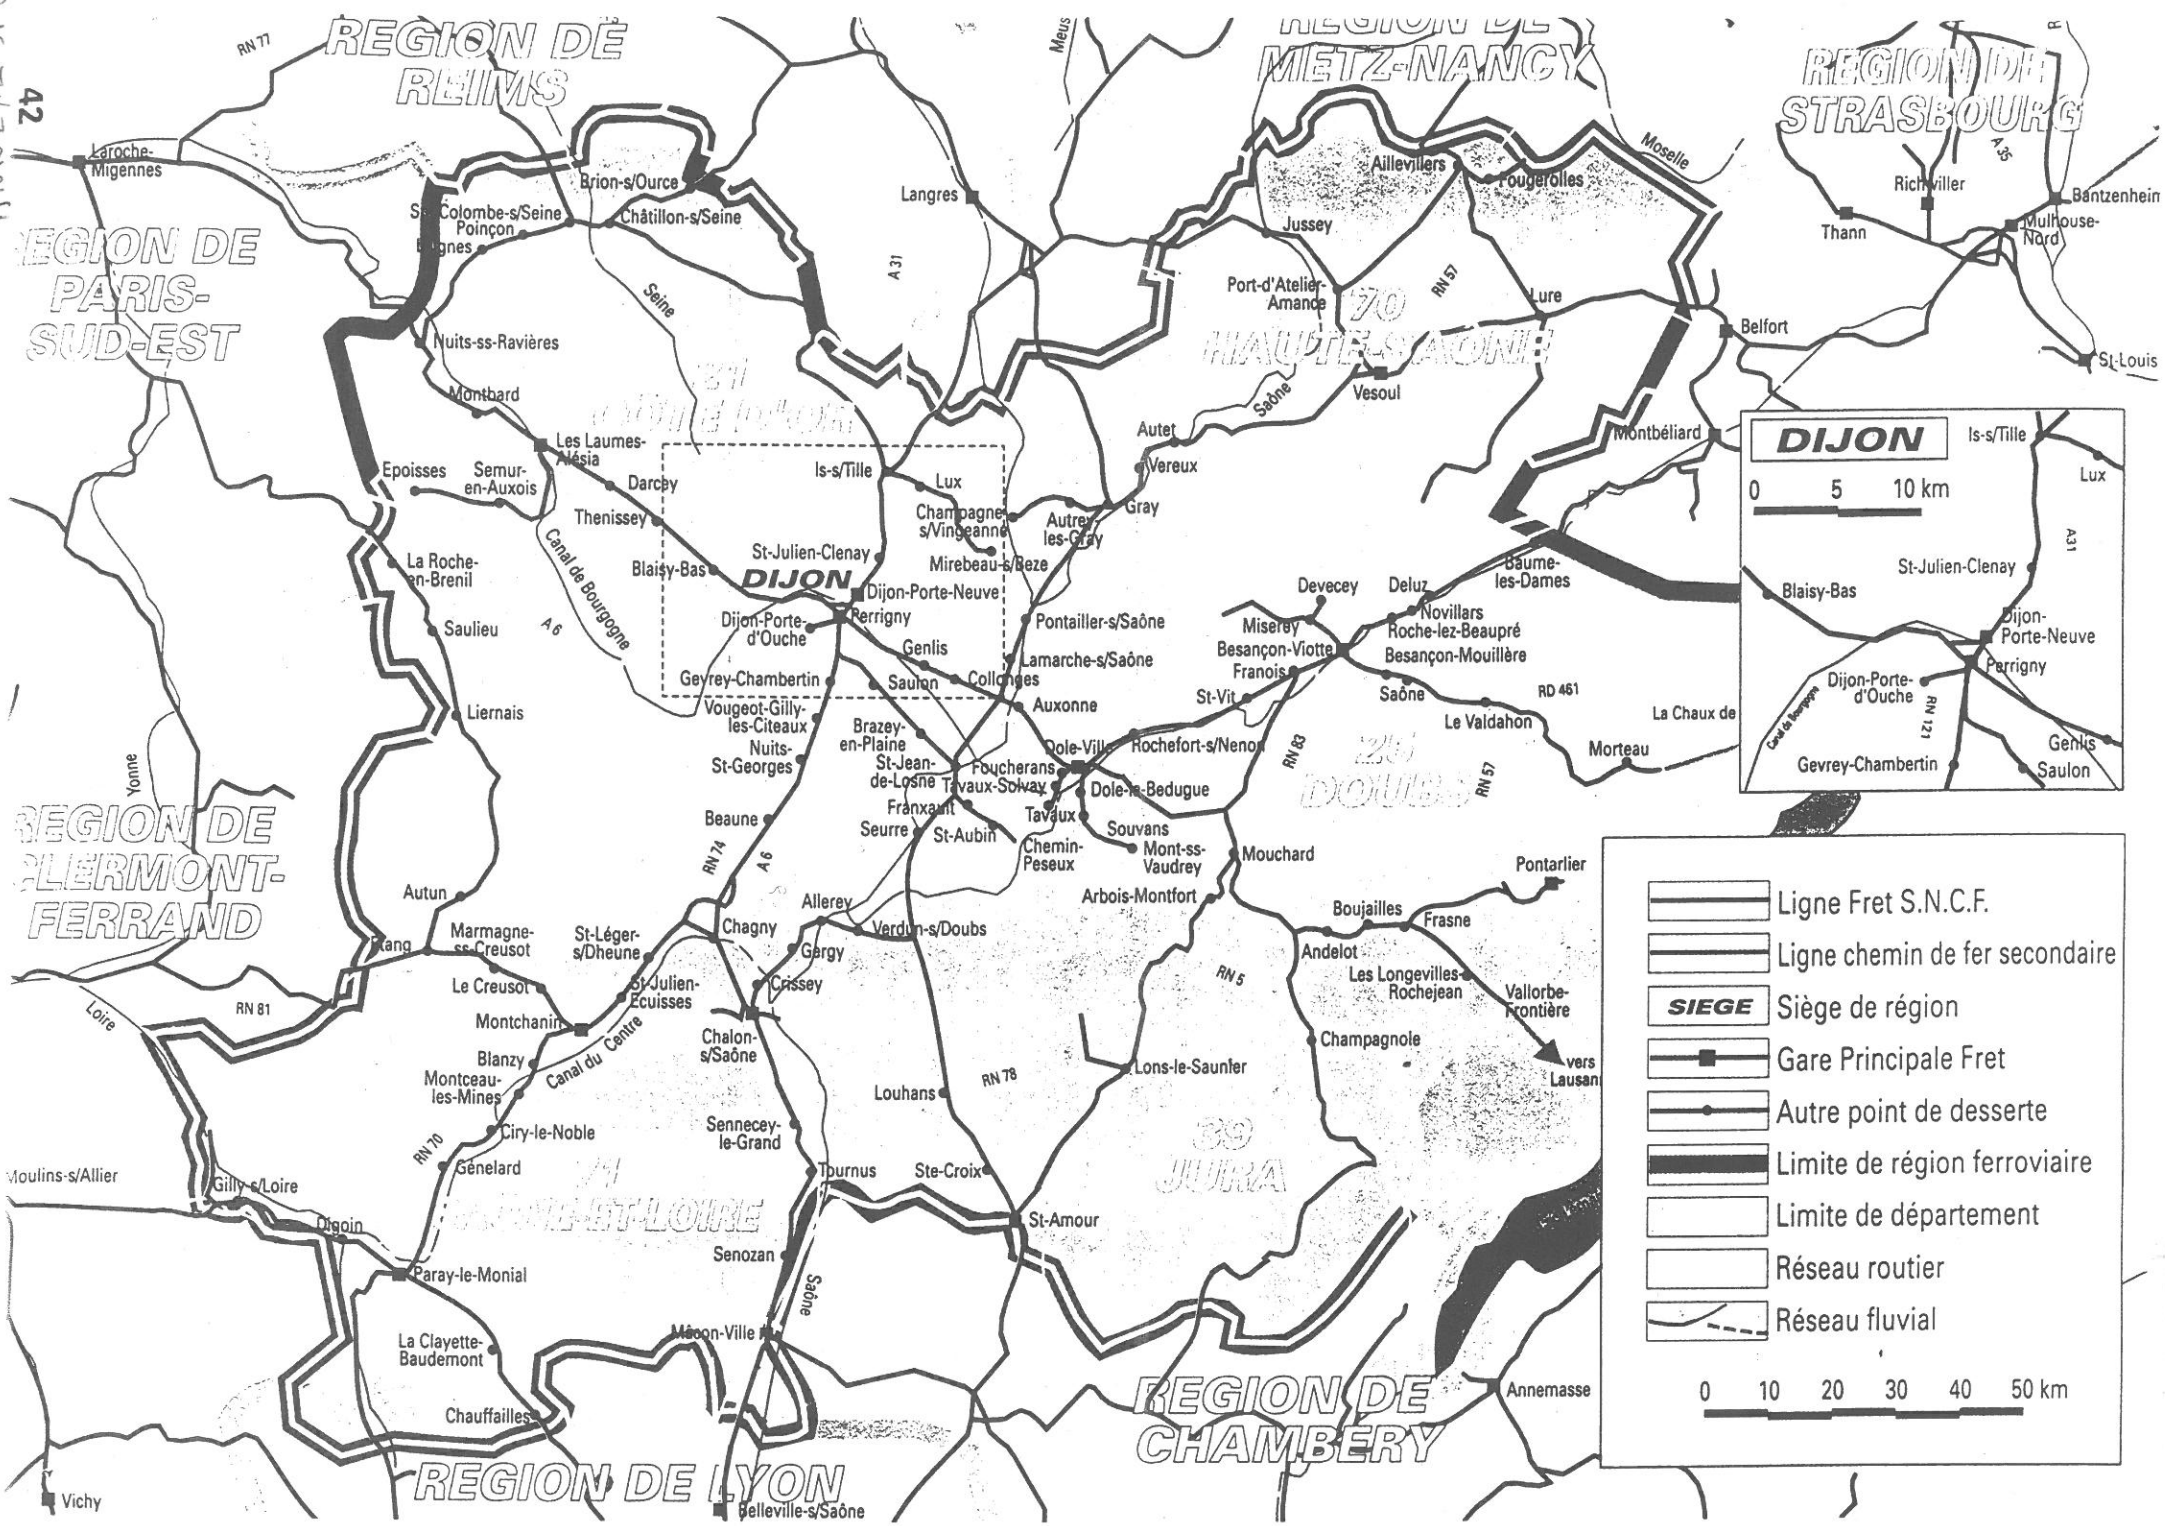 42
RN 77
REGION DE
REIMS
REGION DE
METZ-NANCY
REGION DE
STRASBOURG
Moselle
A 35
Laroche-
Migennes
Brion-s/Ource
Langres
Aillevillers
Fougerolles
Richwiller
Bantzenheim
Colombe-s/Seine
Poinçon
Châtillon-s/Seine
Jussey
Thann
Mulhouse-
Nord
REGION DE
PARIS-
SUD-EST
A 31
Seine
Port-d'Atelier-
Amance
RN 57
Lure
70
HAUTE-SAONE
Belfort
St-Louis
Nuits-ss-Ravières
21
Vesoul
Saône
Montbard
Les Laumes-
Alésia
Autet
Vereux
Montbéliard
Epoisses
Semur-
en-Auxois
Darcey
Thenissey
Is-s/Tille
Lux
Champagne-
s/Vingeanne
Autrey-
les-Gray
Gray
Canal de Bourgogne
Blaisy-Bas
St-Julien-Clenay
Mirebeau-s/Beze
DIJON
Dijon-Porte-Neuve
Perrigny
Dijon-Porte-
d'Ouche
La Roche-
en-Brenil
A 6
Saulieu
Baume-
les-Dames
Devecey
Deluz
Novillars
Miserey
Roche-lez-Beaupré
Besançon-Viotte
Besançon-Mouillère
Franois
Saône
RD 461
St-Vit
Le Valdahon
La Chaux de
Morteau
Pontailler-s/Saône
Lamarche-s/Saône
Genlis
Collonges
Gevrey-Chambertin
Saulon
Auxonne
Liernais
Vougeot-Gilly-
les-Citeaux
Nuits-
St-Georges
Brazey-
en-Plaine
St-Jean-
de-Losne
Dole-Ville
Rochefort-s/Nenon
Foucherans
Tavaux-Solvay
Dole-la-Bedugue
RN 83
25
DOUBS
RN 57
Franxault
Seurre
St-Aubin
Tavaux
Chemin-
Peseux
Souvans
Mont-ss-
Vaudrey
Mouchard
Arbois-Montfort
Pontarlier
Yonne
REGION DE
CLERMONT-
FERRAND
Beaune
RN 74
A 6
Autun
Allerey
Verdun-s/Doubs
Chagny
Gergy
Crissey
Boujailles
Frasne
Andelot
Les Longevilles-
Rochejean
Vallorbe-
Frontière
vers
Champagnole
Etang
Marmagne-
ss-Creusot
St-Léger-
s/Dheune
Le Creusot
St-Julien-
Ecuisses
Montchanin
Canal du Centre
Chalon-
s/Saône
RN 5
Loire
RN 81
Blanzy
Montceau-
les-Mines
Ciry-le-Noble
Louhans
RN 78
Lons-le-Saunier
Sennecey-
le-Grand
39
JURA
RN 70
Génelard
71
Tournus
Ste-Croix
St-Amour
Moulins-s/Allier
Gilly-s/Loire
Digoin
Paray-le-Monial
Senozan
Saône
Mâcon-Ville
La Clayette-
Baudemont
Chauffailles
REGION DE LYON
REGION DE
CHAMBERY
Annemasse
Vichy
Belleville-s/Saône
DIJON
0 5 10 km
Is-s/Tille
Lux
A31
St-Julien-Clenay
Blaisy-Bas
Dijon-
Porte-Neuve
Perrigny
Dijon-Porte-
d'Ouche
RN 121
Canal de Bourgogne
Genlis
Gevrey-Chambertin
Saulon
Ligne Fret S.N.C.F.
Ligne chemin de fer secondaire
SIEGE Siège de région
Gare Principale Fret
Autre point de desserte
Limite de région ferroviaire
Limite de département
Réseau routier
Réseau fluvial
0 10 20 30 40 50 km